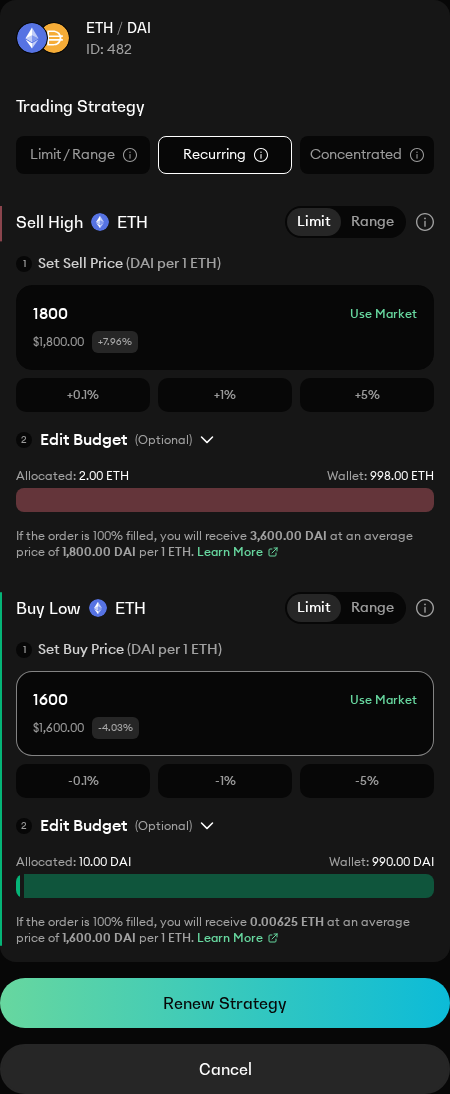 ETH / DAI
ID: 482
Trading Strategy
Limit / Range
Recurring
Concentrated
Sell High ETH
Limit Range
1 Set Sell Price (DAI per 1 ETH)
1800
Use Market
$1,800.00 +7.96%
+0.1% +1% +5%
2 Edit Budget (Optional)
Allocated: 2.00 ETH
Wallet: 998.00 ETH
If the order is 100% filled, you will receive 3,600.00 DAI at an average
price of 1,800.00 DAI per 1 ETH. Learn More
Buy Low ETH
Limit Range
1 Set Buy Price (DAI per 1 ETH)
1600
Use Market
$1,600.00 -4.03%
-0.1% -1% -5%
2 Edit Budget (Optional)
Allocated: 10.00 DAI
Wallet: 990.00 DAI
If the order is 100% filled, you will receive 0.00625 ETH at an average
price of 1,600.00 DAI per 1 ETH. Learn More
Renew Strategy
Cancel